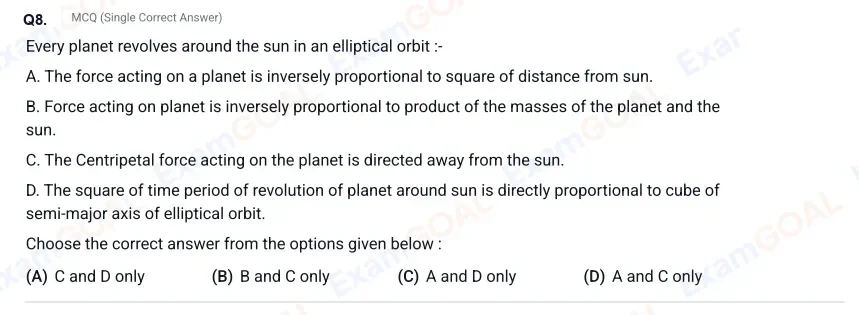 Q8. MCQ (Single Correct Answer)
Every planet revolves around the sun in an elliptical orbit :-
A. The force acting on a planet is inversely proportional to square of distance from sun.
B. Force acting on planet is inversely proportional to product of the masses of the planet and the
sun.
C. The Centripetal force acting on the planet is directed away from the sun.
D. The square of time period of revolution of planet around sun is directly proportional to cube of
semi-major axis of elliptical orbit.
Choose the correct answer from the options given below :
(A) C and D only (B) B and C only (C) A and D only (D) A and C only
ExamGOAL